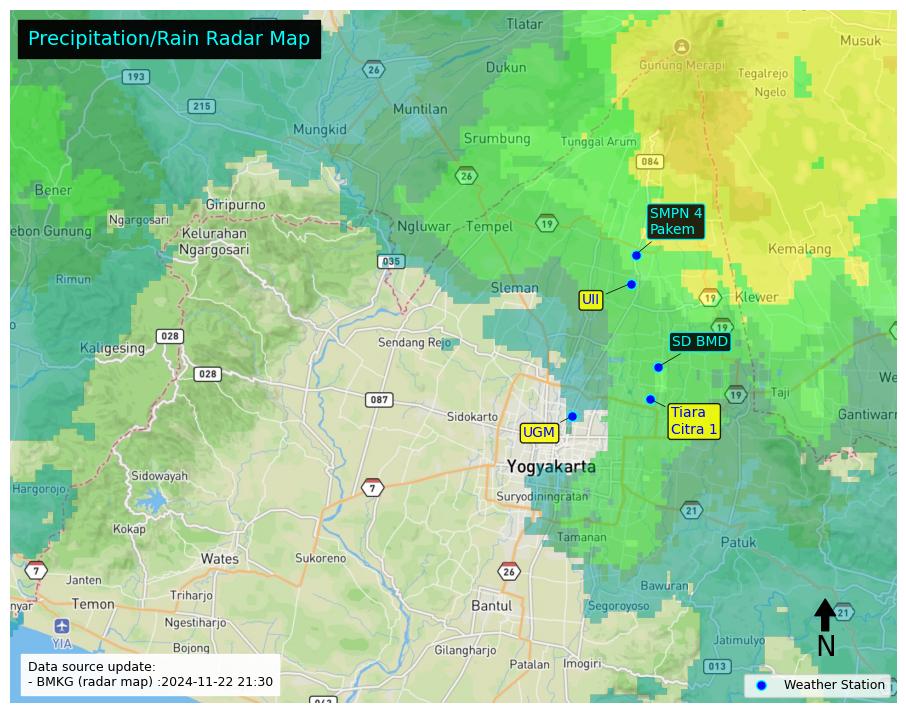 Precipitation/Rain Radar Map
Tlatar
Musuk
193
26
Dukun
Gunung Merapi
Tegalrejo
Ngelo
215
Muntilan
Mungkid
Srumbung
Tunggal Arum
084
26
Bener
Giripurno
Ngargosari
Ngluwar
Tempel
19
SMPN 4
Pakem
ebon Gunung
Kelurahan
Ngargosari
Kemalang
035
Rimun
Sleman
UII
19
Klewer
028
19
Sendang Rejo
SD BMD
Kaligesing
028
We
087
19
Taji
Sidokarto
UGM
Tiara
Citra 1
Gantiwarn
Yogyakarta
Sidowayah
Hargorojo
7
Suryodiningratan
21
Kokap
Tamanan
Patuk
Wates
Sukoreno
7
26
Janten
Bawuran
Triharjo
nyar
Temon
Bantul
Segoroyoso
21
Ngestiharjo
YIA
N
Jatimulyo
Bojong
Gilangharjo
Patalan
Imogiri
013
Data source update:
- BMKG (radar map) :2024-11-22 21:30
Weather Station